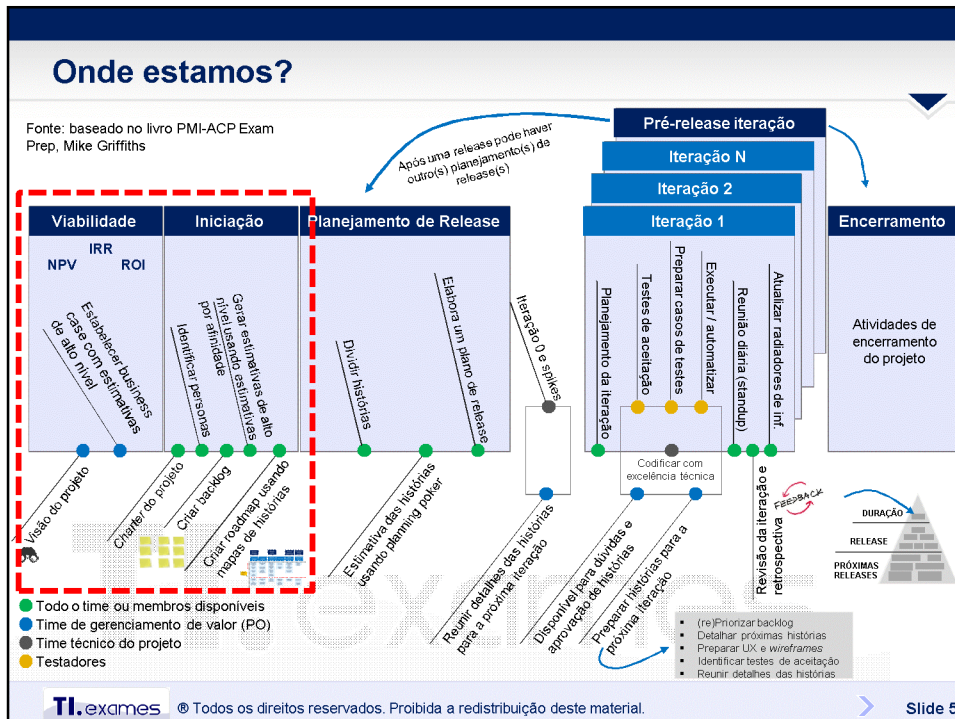 Onde estamos?
Fonte: baseado no livro PMI-ACP Exam
Prep, Mike Griffiths
Após uma release pode haver
outro(s) planejamento(s) de
release(s)
Pré-release iteração
Iteração N
Iteração 2
Iteração 1
Viabilidade
Iniciação
Planejamento de Release
Encerramento
IRR
NPV
ROI
Estabelecer business
case com estimativas
de alto nível
Visão do projeto
Identificar personas
Gerar estimativas de alto
nível usando estimativas
por afinidade
Charter do projeto
Criar backlog
Criar roadmap usando
mapas de histórias
Dividir histórias
Elabora um plano de release
Estimativa das histórias
usando planning poker
Iteração 0 e spikes
Reunir detalhes das histórias
para a próxima iteração
Planejamento da iteração
Testes de aceitação
Preparar casos de testes
Executar / automatizar
Reunião diária (standup)
Atualizar radiadores de inf.
Codificar com
excelência técnica
Disponível para dúvidas e
aprovação de histórias
Preparar histórias para a
próxima iteração
Revisão da iteração e
retrospectiva
FEEDBACK
Atividades de
encerramento
do projeto
DURAÇÃO
RELEASE
PRÓXIMAS
RELEASES
Todo o time ou membros disponíveis
Time de gerenciamento de valor (PO)
Time técnico do projeto
Testadores
(re)Priorizar backlog
Detalhar próximas histórias
Preparar UX e wireframes
Identificar testes de aceitação
Reunir detalhes das histórias
TI.exames
TI.exames ® Todos os direitos reservados. Proibida a redistribuição deste material.
Slide 5